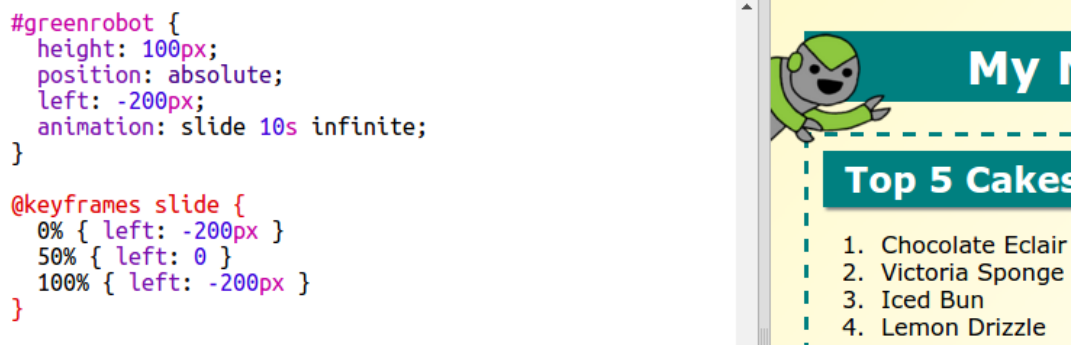 #greenrobot {
  height: 100px;
  position: absolute;
  left: -200px;
  animation: slide 10s infinite;
}

@keyframes slide {
  0% { left: -200px }
  50% { left: 0 }
  100% { left: -200px }
}
My
Top 5 Cakes
1. Chocolate Eclair
2. Victoria Sponge
3. Iced Bun
4. Lemon Drizzle